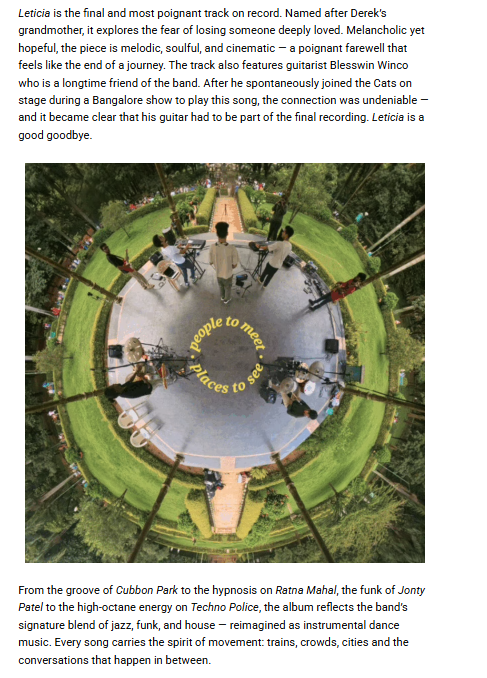 Leticia is the final and most poignant track on record. Named after Derek's
grandmother, it explores the fear of losing someone deeply loved. Melancholic yet
hopeful, the piece is melodic, soulful, and cinematic — a poignant farewell that
feels like the end of a journey. The track also features guitarist Blesswin Winco
who is a longtime friend of the band. After he spontaneously joined the Cats on
stage during a Bangalore show to play this song, the connection was undeniable —
and it became clear that his guitar had to be part of the final recording. Leticia is a
good goodbye.
people to meet
places to see
From the groove of Cubbon Park to the hypnosis on Ratna Mahal, the funk of Jonty
Patel to the high-octane energy on Techno Police, the album reflects the band's
signature blend of jazz, funk, and house — reimagined as instrumental dance
music. Every song carries the spirit of movement: trains, crowds, cities and the
conversations that happen in between.